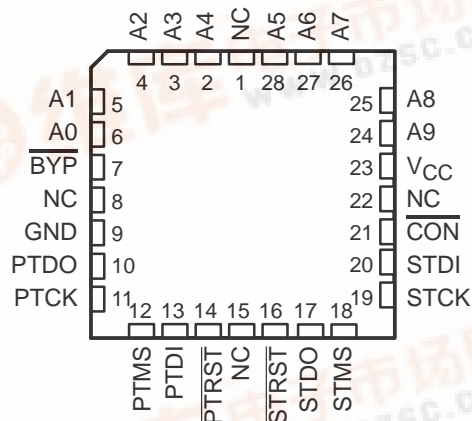 A2 A3 A4 NC A5 A6 A7
4 3 2 1 28 27 26
A1 5 25 A8
A0 6 24 A9
BYP 7 23 VCC
NC 8 22 NC
GND 9 21 CON
PTDO 10 20 STDI
PTCK 11 19 STCK
12 13 14 15 16 17 18
PTMS PTDI PTRST NC STRST STDO STMS